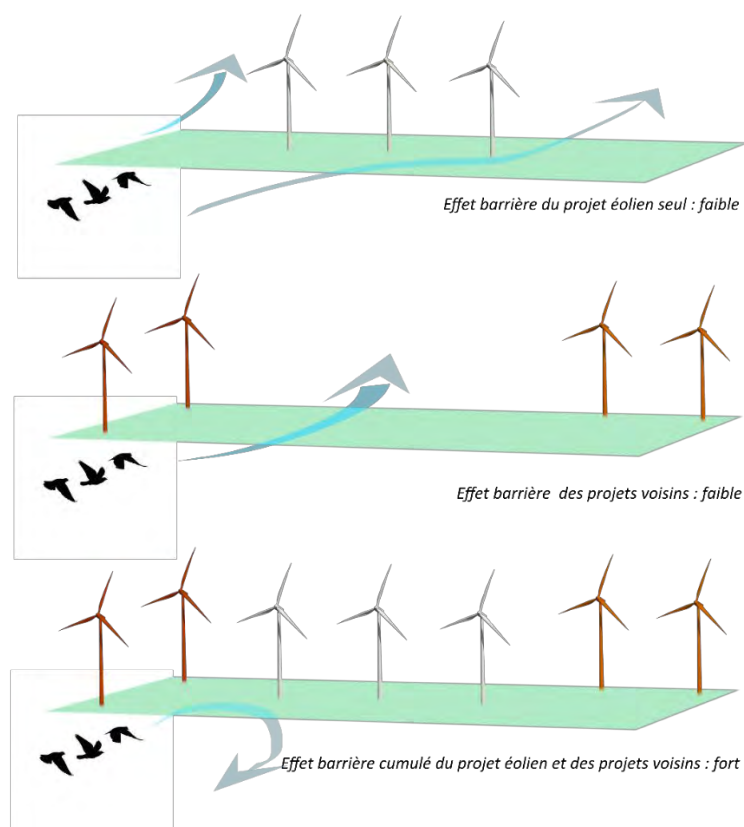 Effet barrière du projet éolien seul : faible
Effet barrière des projets voisins : faible
Effet barrière cumulé du projet éolien et des projets voisins : fort